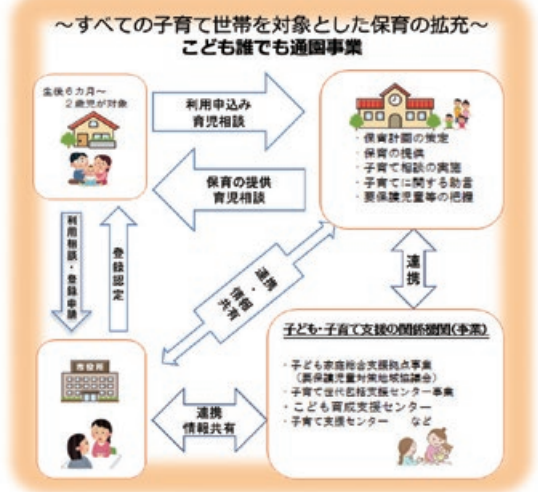 ～すべての子育て世帯を対象とした保育の拡充～
こども誰でも通園事業
生後6カ月～
2歳児が対象
利用申込み
育児相談
保育の提供
育児相談
・保育計画の策定
・保育の提供
・子育て相談の実施
・子育てに関する助言
・要保護児童等の把握
利用相談・登録申請
登録認定
連携・
情報
共有
連携
市役所
連携
情報共有
子ども・子育て支援の関係機関(事業)
・子ども家庭総合支援拠点事業
(要保護児童対策地域協議会)
・子育て世代包括支援センター事業
・こども育成支援センター
・子育て支援センター など